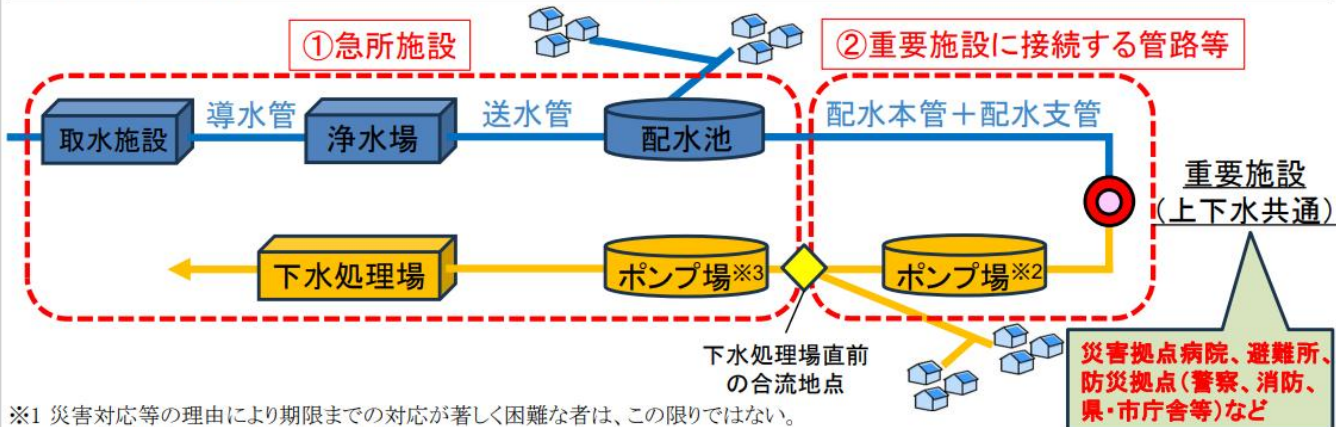 ①急所施設
②重要施設に接続する管路等
取水施設
導水管
浄水場
送水管
配水池
配水本管＋配水支管
重要施設
(上下水共通)
下水処理場
ポンプ場※3
ポンプ場※2
下水処理場直前
の合流地点
災害拠点病院、避難所、
防災拠点(警察、消防、
県・市庁舎等)など
※1 災害対応等の理由により期限までの対応が著しく困難な者は、この限りではない。